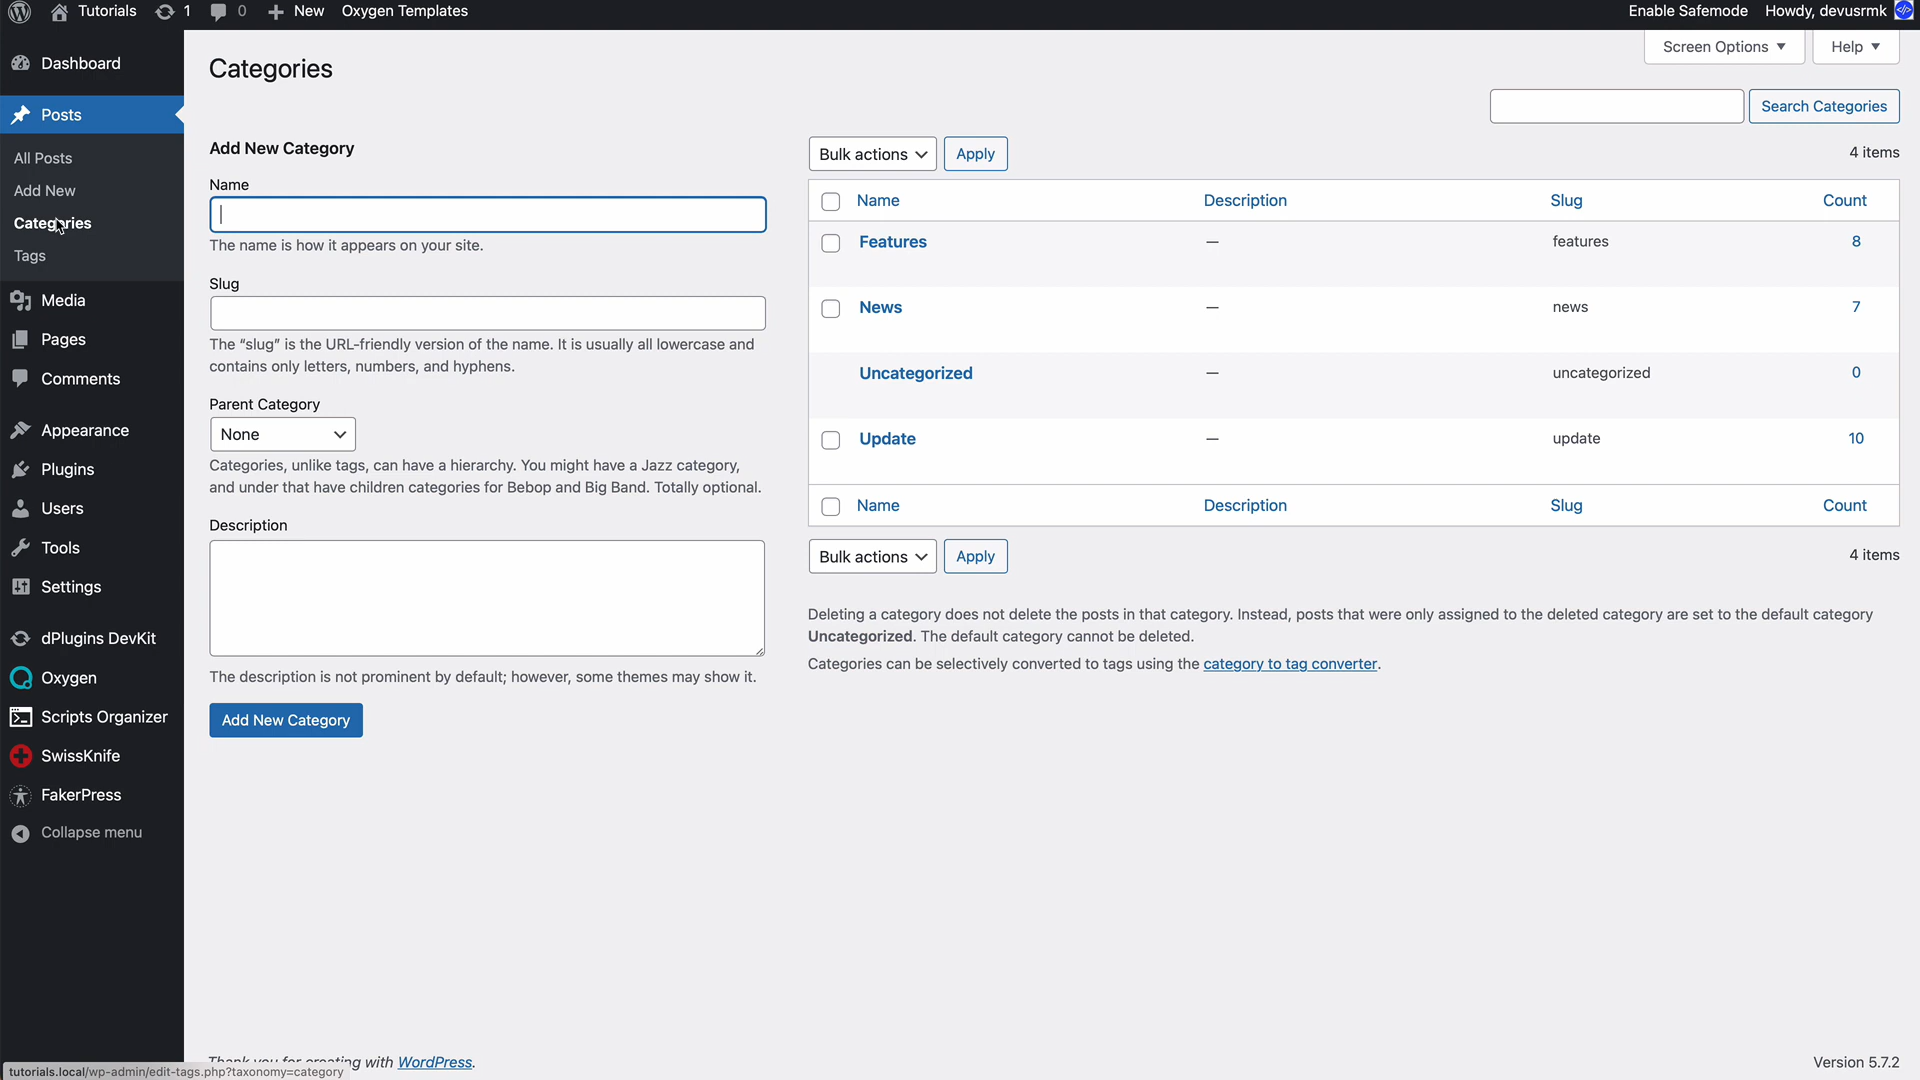 Tutorials 1 0 New Oxygen Templates Enable Safemode Howdy, devusrmk
Dashboard
Posts
All Posts
Add New
Categories
Tags
Media
Pages
Comments
Appearance
Plugins
Users
Tools
Settings
dPlugins DevKit
Oxygen
Scripts Organizer
SwissKnife
FakerPress
Collapse menu
Screen Options Help
Categories
Search Categories
Add New Category
Name
The name is how it appears on your site.
Slug
The “slug” is the URL-friendly version of the name. It is usually all lowercase and
contains only letters, numbers, and hyphens.
Parent Category
None
Categories, unlike tags, can have a hierarchy. You might have a Jazz category,
and under that have children categories for Bebop and Big Band. Totally optional.
Description
The description is not prominent by default; however, some themes may show it.
Add New Category
Bulk actions Apply 4 items
Name Description Slug Count
Features — features 8
News — news 7
Uncategorized — uncategorized 0
Update — update 10
Name Description Slug Count
Bulk actions Apply 4 items
Deleting a category does not delete the posts in that category. Instead, posts that were only assigned to the deleted category are set to the default category
Uncategorized. The default category cannot be deleted.
Categories can be selectively converted to tags using the category to tag converter.
Thank you for creating with WordPress. Version 5.7.2
tutorials.local/wp-admin/edit-tags.php?taxonomy=category